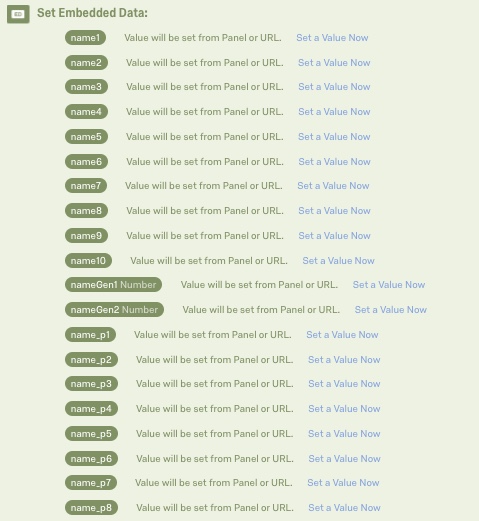 Set Embedded Data:
name1 Value will be set from Panel or URL. Set a Value Now
name2 Value will be set from Panel or URL. Set a Value Now
name3 Value will be set from Panel or URL. Set a Value Now
name4 Value will be set from Panel or URL. Set a Value Now
name5 Value will be set from Panel or URL. Set a Value Now
name6 Value will be set from Panel or URL. Set a Value Now
name7 Value will be set from Panel or URL. Set a Value Now
name8 Value will be set from Panel or URL. Set a Value Now
name9 Value will be set from Panel or URL. Set a Value Now
name10 Value will be set from Panel or URL. Set a Value Now
nameGen1 Number Value will be set from Panel or URL. Set a Value Now
nameGen2 Number Value will be set from Panel or URL. Set a Value Now
name_p1 Value will be set from Panel or URL. Set a Value Now
name_p2 Value will be set from Panel or URL. Set a Value Now
name_p3 Value will be set from Panel or URL. Set a Value Now
name_p4 Value will be set from Panel or URL. Set a Value Now
name_p5 Value will be set from Panel or URL. Set a Value Now
name_p6 Value will be set from Panel or URL. Set a Value Now
name_p7 Value will be set from Panel or URL. Set a Value Now
name_p8 Value will be set from Panel or URL. Set a Value Now